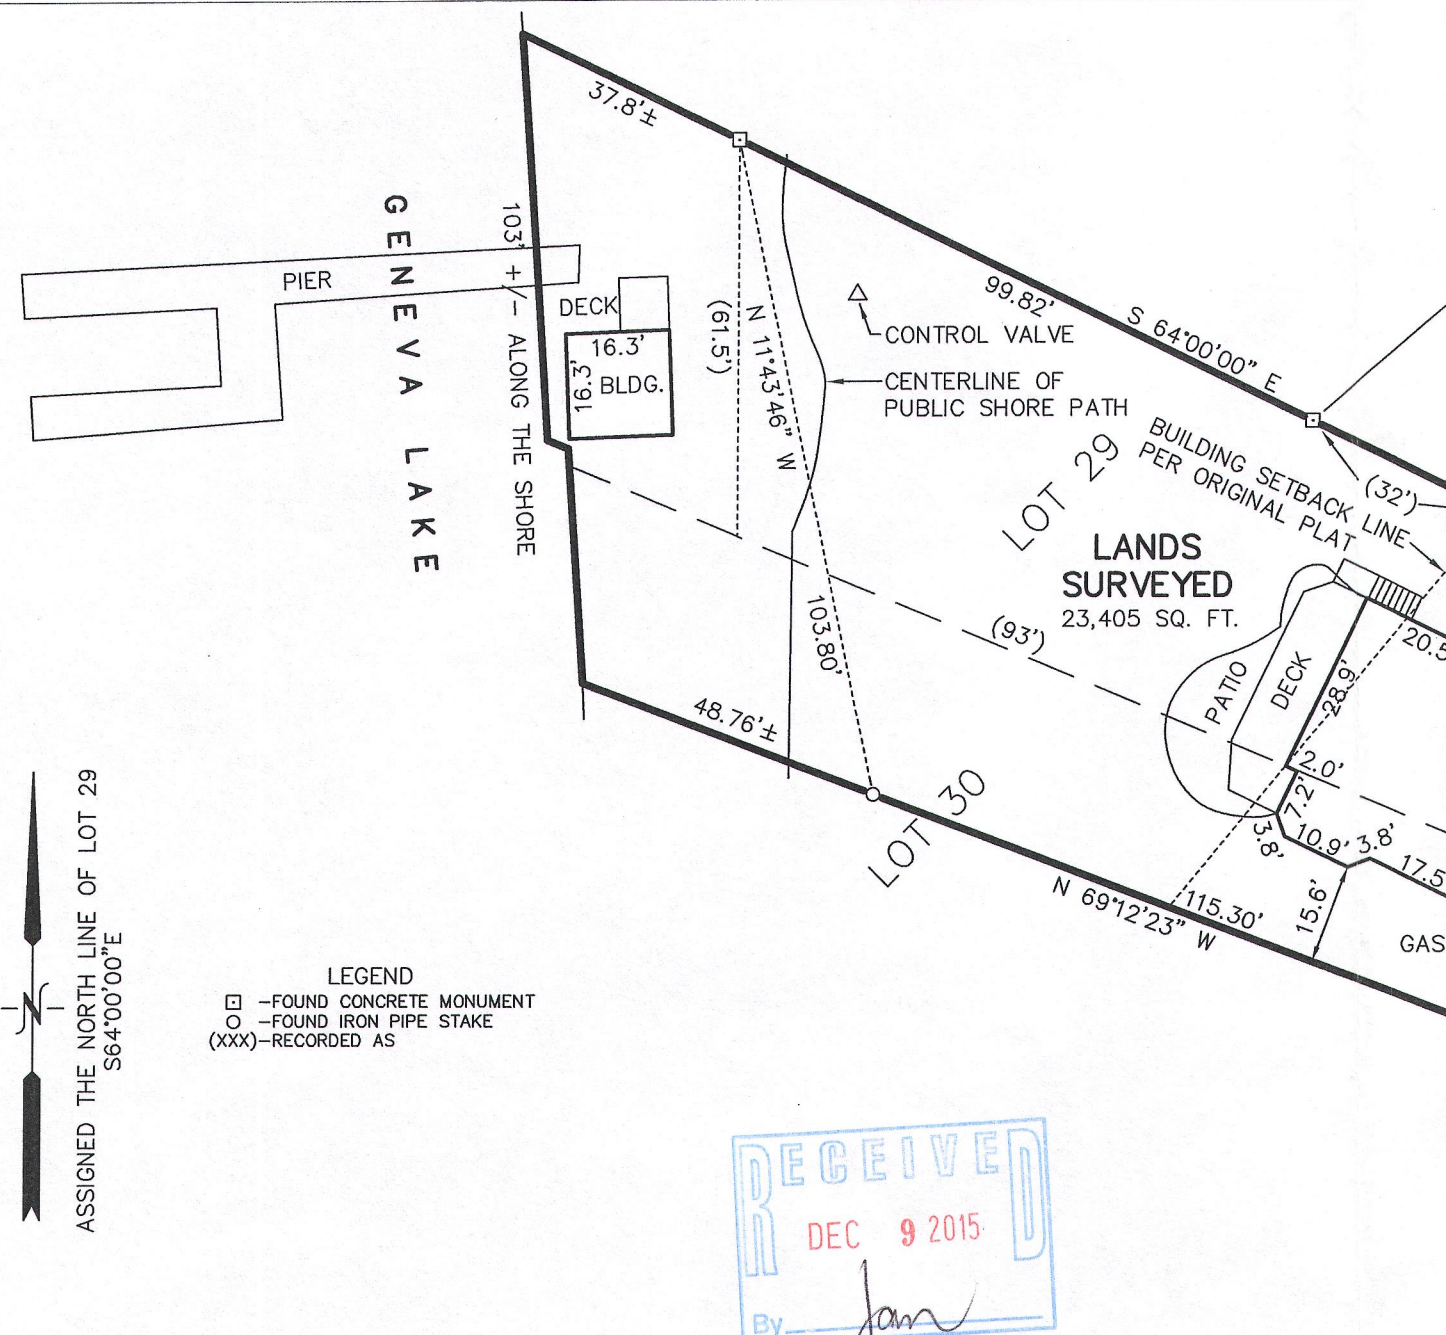 37.8'±
GENEVA LAKE
103' +/- ALONG THE SHORE
PIER
DECK
16.3'
16.3'
BLDG.
(61.5')
N 11°43'46" W
103.80'
99.82'
S 64°00'00" E
CONTROL VALVE
CENTERLINE OF
PUBLIC SHORE PATH
LOT 29
BUILDING SETBACK LINE
PER ORIGINAL PLAT
(32')
LANDS
SURVEYED
23,405 SQ. FT.
(93')
PATIO
DECK
28.9'
20.5
2.0'
7.2'
3.8'
10.9'
3.8'
17.5
15.6'
GAS
48.76'±
LOT 30
N 69°12'23" W
115.30'
ASSIGNED THE NORTH LINE OF LOT 29
S64°00'00"E
N
LEGEND
-FOUND CONCRETE MONUMENT
-FOUND IRON PIPE STAKE
(XXX)-RECORDED AS
RECEIVED
DEC 9 2015
By Jan